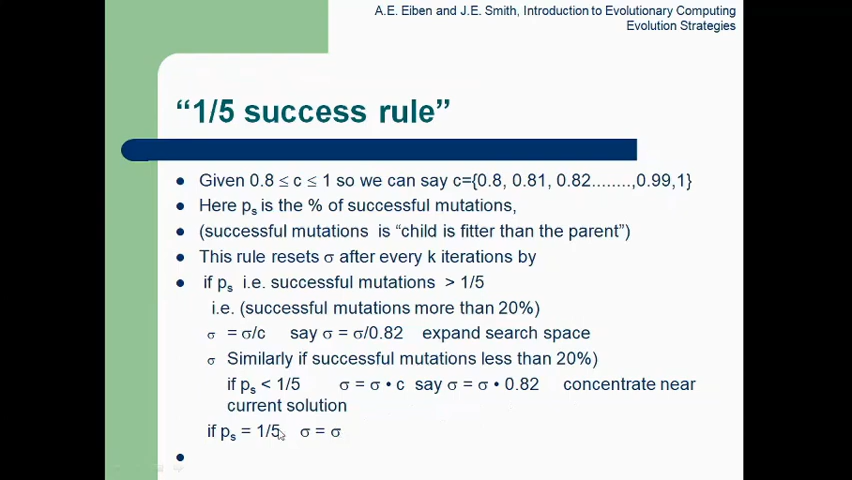 A.E. Eiben and J.E. Smith, Introduction to Evolutionary Computing
Evolution Strategies
“1/5 success rule”
Given 0.8 ≤ c ≤ 1 so we can say c={0.8, 0.81, 0.82........,0.99,1}
Here ps is the % of successful mutations,
(successful mutations is “child is fitter than the parent”)
This rule resets σ after every k iterations by
if ps i.e. successful mutations > 1/5
i.e. (successful mutations more than 20%)
σ = σ/c say σ = σ/0.82 expand search space
σ Similarly if successful mutations less than 20%)
if ps < 1/5 σ = σ • c say σ = σ • 0.82 concentrate near
current solution
if ps = 1/5 σ = σ